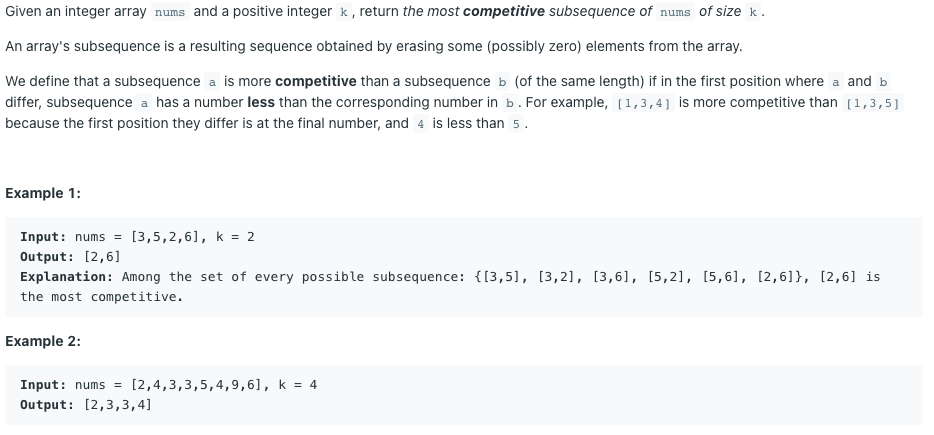 Given an integer array nums and a positive integer k, return the most competitive subsequence of nums of size k.
An array's subsequence is a resulting sequence obtained by erasing some (possibly zero) elements from the array.
We define that a subsequence a is more competitive than a subsequence b (of the same length) if in the first position where a and b
differ, subsequence a has a number less than the corresponding number in b. For example, [1,3,4] is more competitive than [1,3,5]
because the first position they differ is at the final number, and 4 is less than 5.
Example 1:
Input: nums = [3,5,2,6], k = 2
Output: [2,6]
Explanation: Among the set of every possible subsequence: {[3,5], [3,2], [3,6], [5,2], [5,6], [2,6]}, [2,6] is
the most competitive.
Example 2:
Input: nums = [2,4,3,3,5,4,9,6], k = 4
Output: [2,3,3,4]